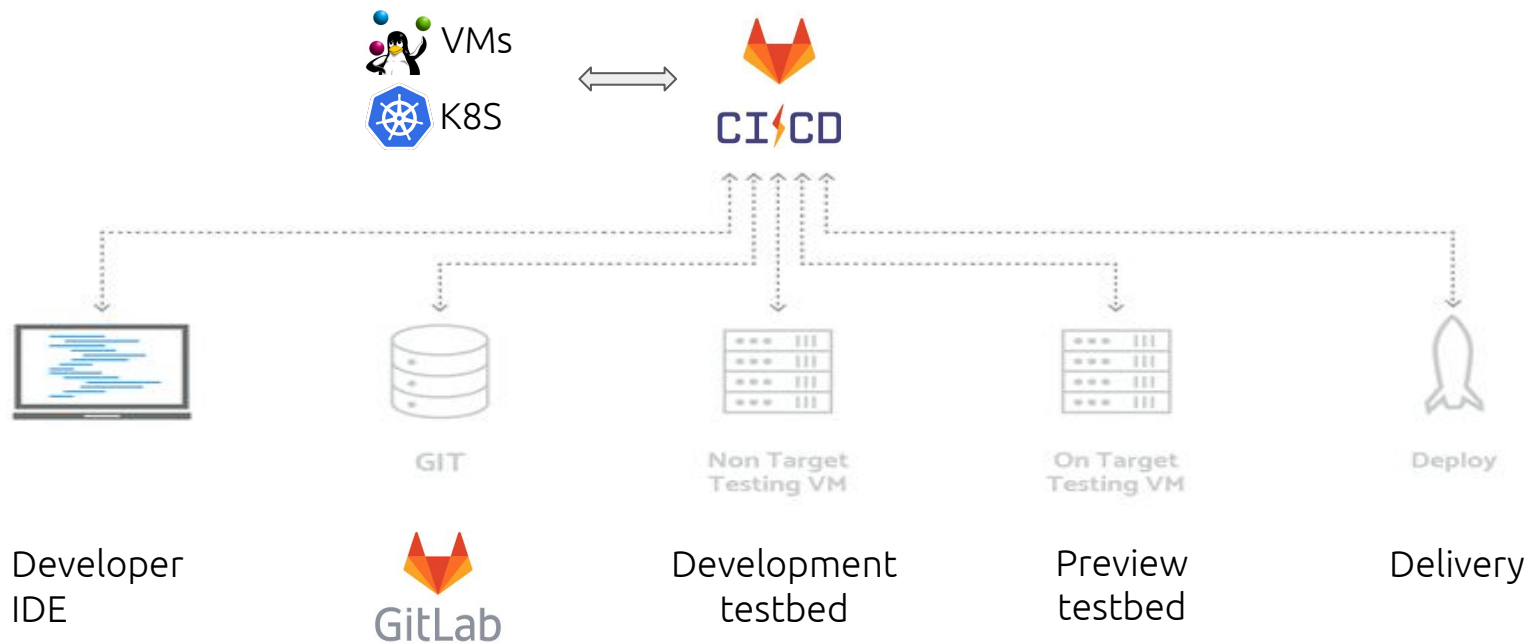 VMs
K8S
CI CD
GIT
Non Target
Testing VM
On Target
Testing VM
Deploy
Developer
IDE
GitLab
Development
testbed
Preview
testbed
Delivery